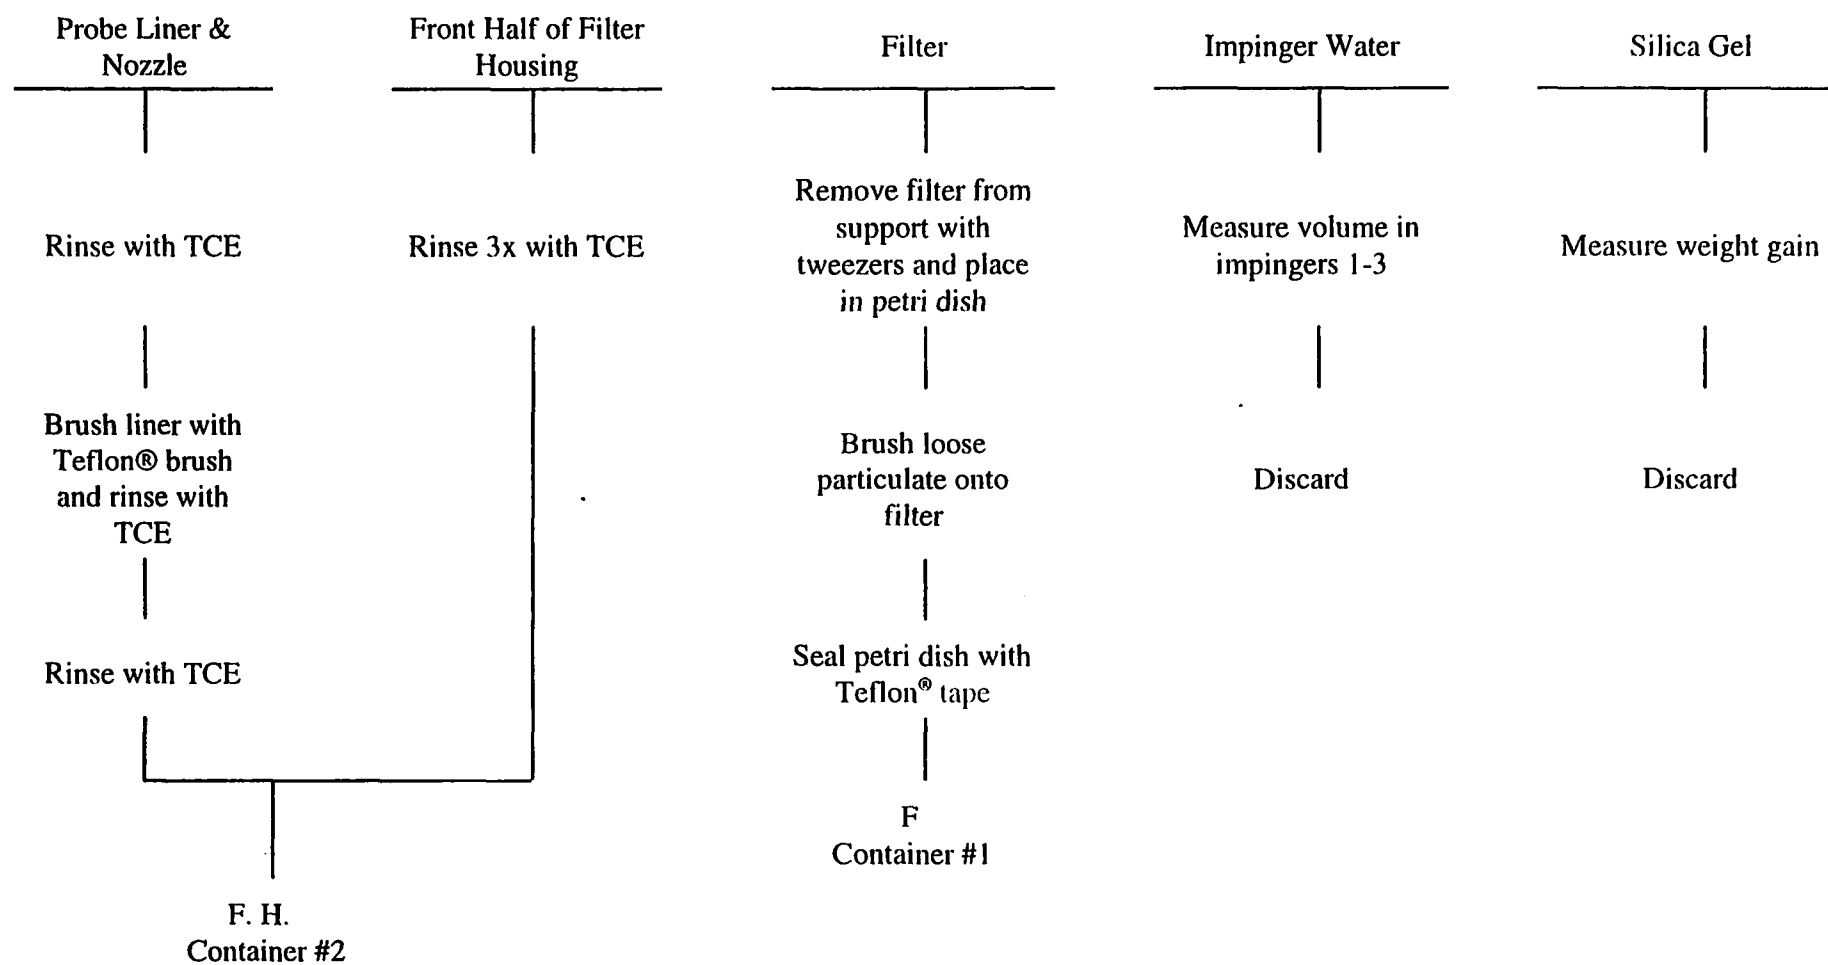 Probe Liner &
Nozzle
Front Half of Filter
Housing
Filter
Impinger Water
Silica Gel
Rinse with TCE
Rinse 3x with TCE
Remove filter from
support with
tweezers and place
in petri dish
Measure volume in
impingers 1-3
Measure weight gain
Brush liner with
Teflon® brush
and rinse with
TCE
Brush loose
particulate onto
filter
Discard
Discard
Rinse with TCE
Seal petri dish with
Teflon® tape
F
Container #1
F. H.
Container #2